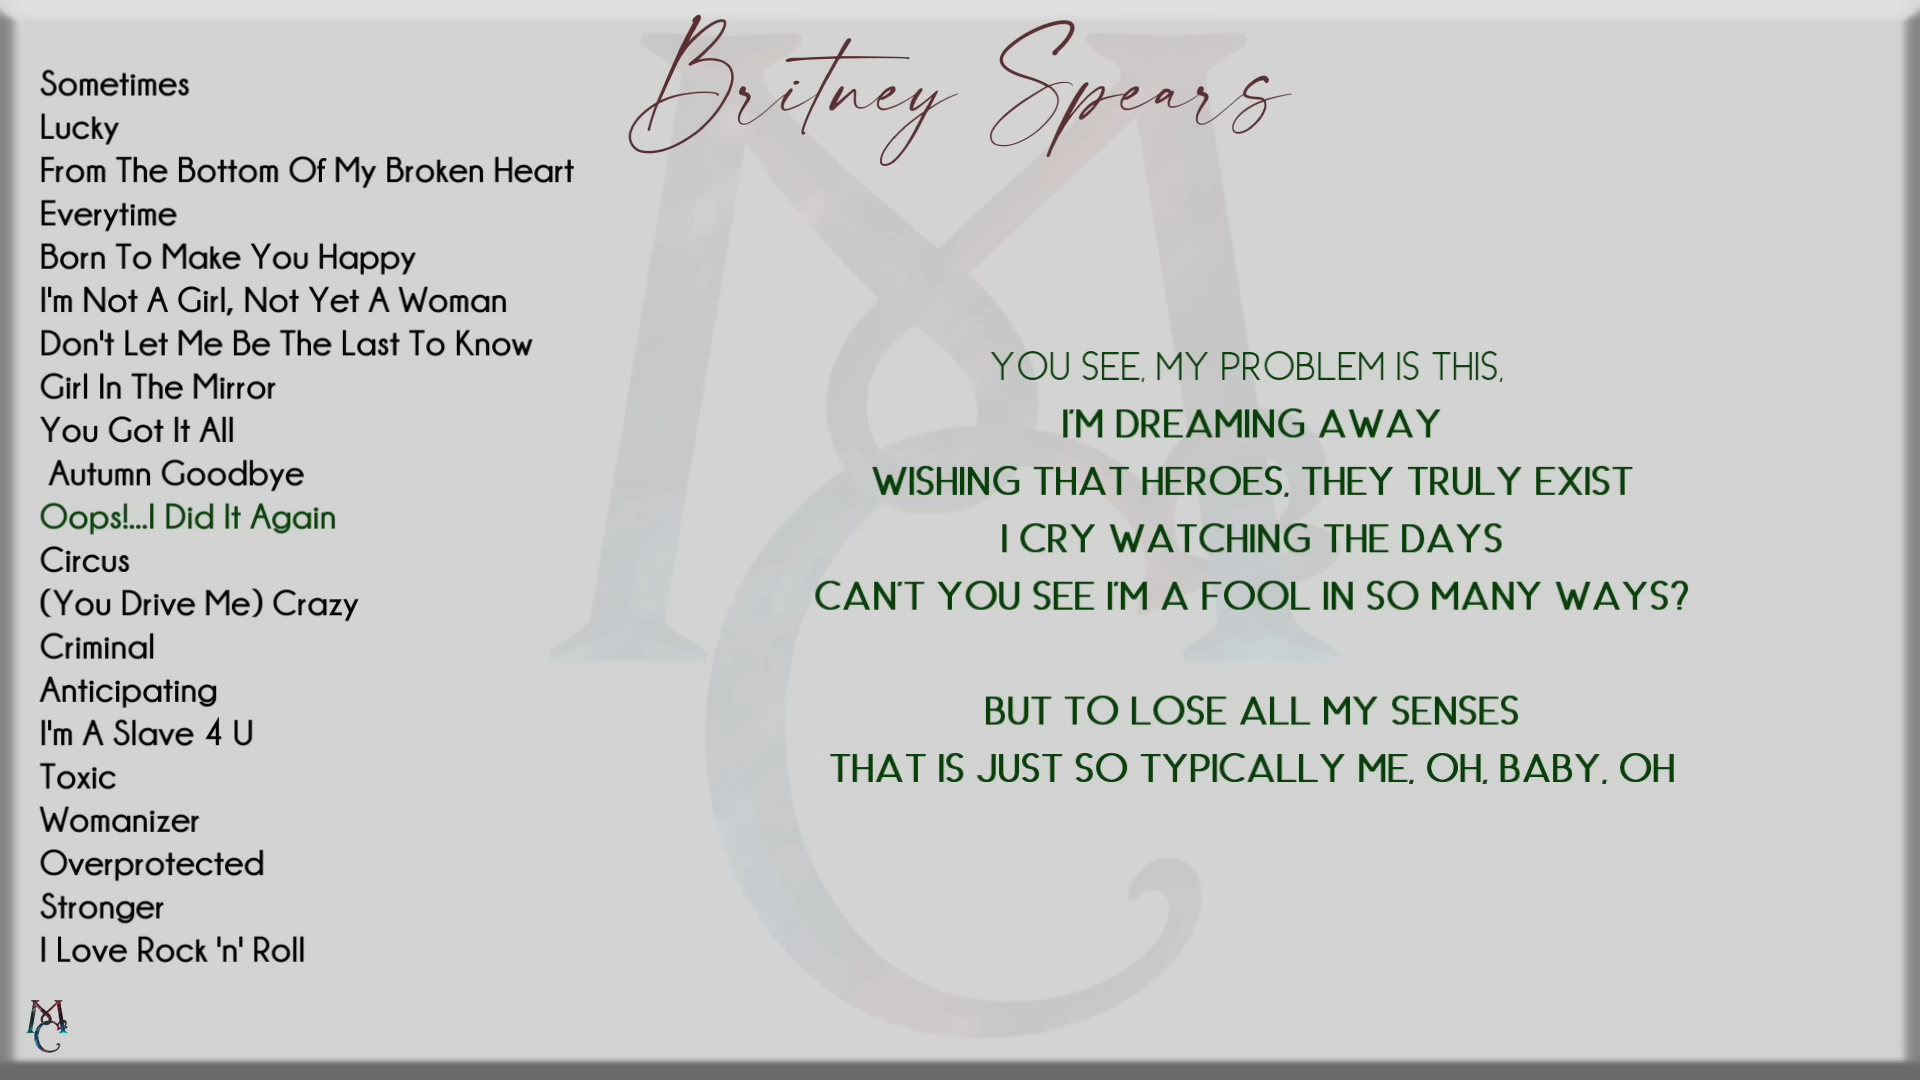 Britney Spears
Sometimes
Lucky
From The Bottom Of My Broken Heart
Everytime
Born To Make You Happy
I'm Not A Girl, Not Yet A Woman
Don't Let Me Be The Last To Know
Girl In The Mirror
You Got It All
Autumn Goodbye
Oops!...I Did It Again
Circus
(You Drive Me) Crazy
Criminal
Anticipating
I'm A Slave 4 U
Toxic
Womanizer
Overprotected
Stronger
I Love Rock 'n' Roll
YOU SEE, MY PROBLEM IS THIS,
I'M DREAMING AWAY
WISHING THAT HEROES, THEY TRULY EXIST
I CRY WATCHING THE DAYS
CAN'T YOU SEE I'M A FOOL IN SO MANY WAYS?
BUT TO LOSE ALL MY SENSES
THAT IS JUST SO TYPICALLY ME, OH, BABY, OH
MC